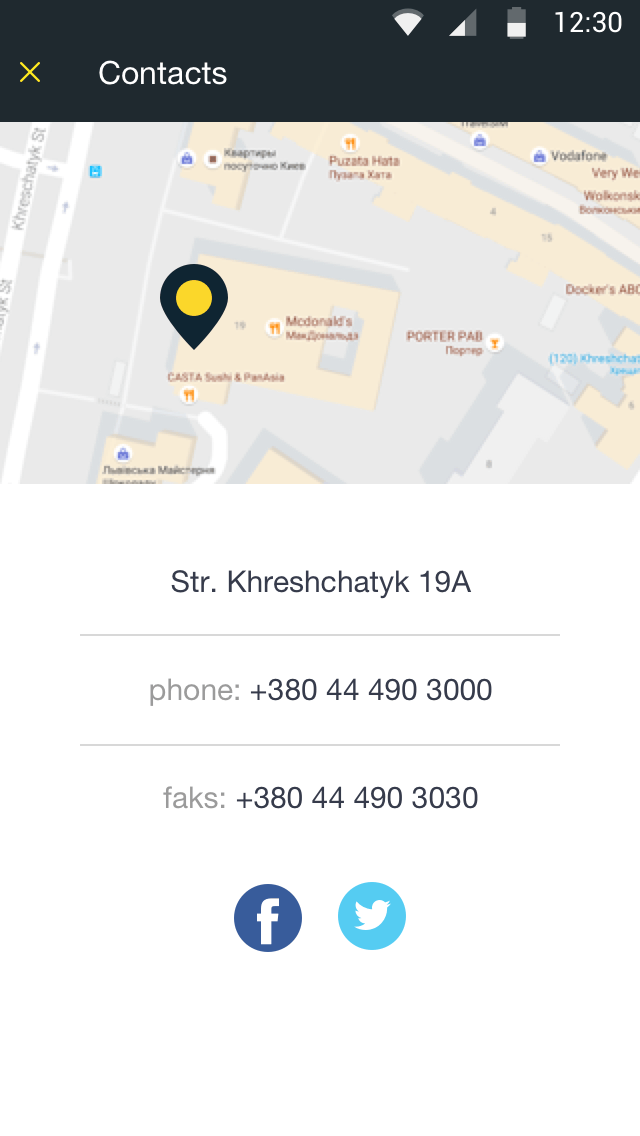 12:30
Contacts
Khreschatyk St
Квартиры
посуточно Киев
Puzata Hata
Пузата Хата
Vodafone
Very We
Wolkonsk
Волконський
4
15
Docker's ABC
19
Mcdonald's
МакДональдз
PORTER PAB
Портер
(120) Khreshchat
Хрещат
CASTA Sushi & PanAsia
6
8
Львівська Майстерня
Str. Khreshchatyk 19A
phone: +380 44 490 3000
faks: +380 44 490 3030